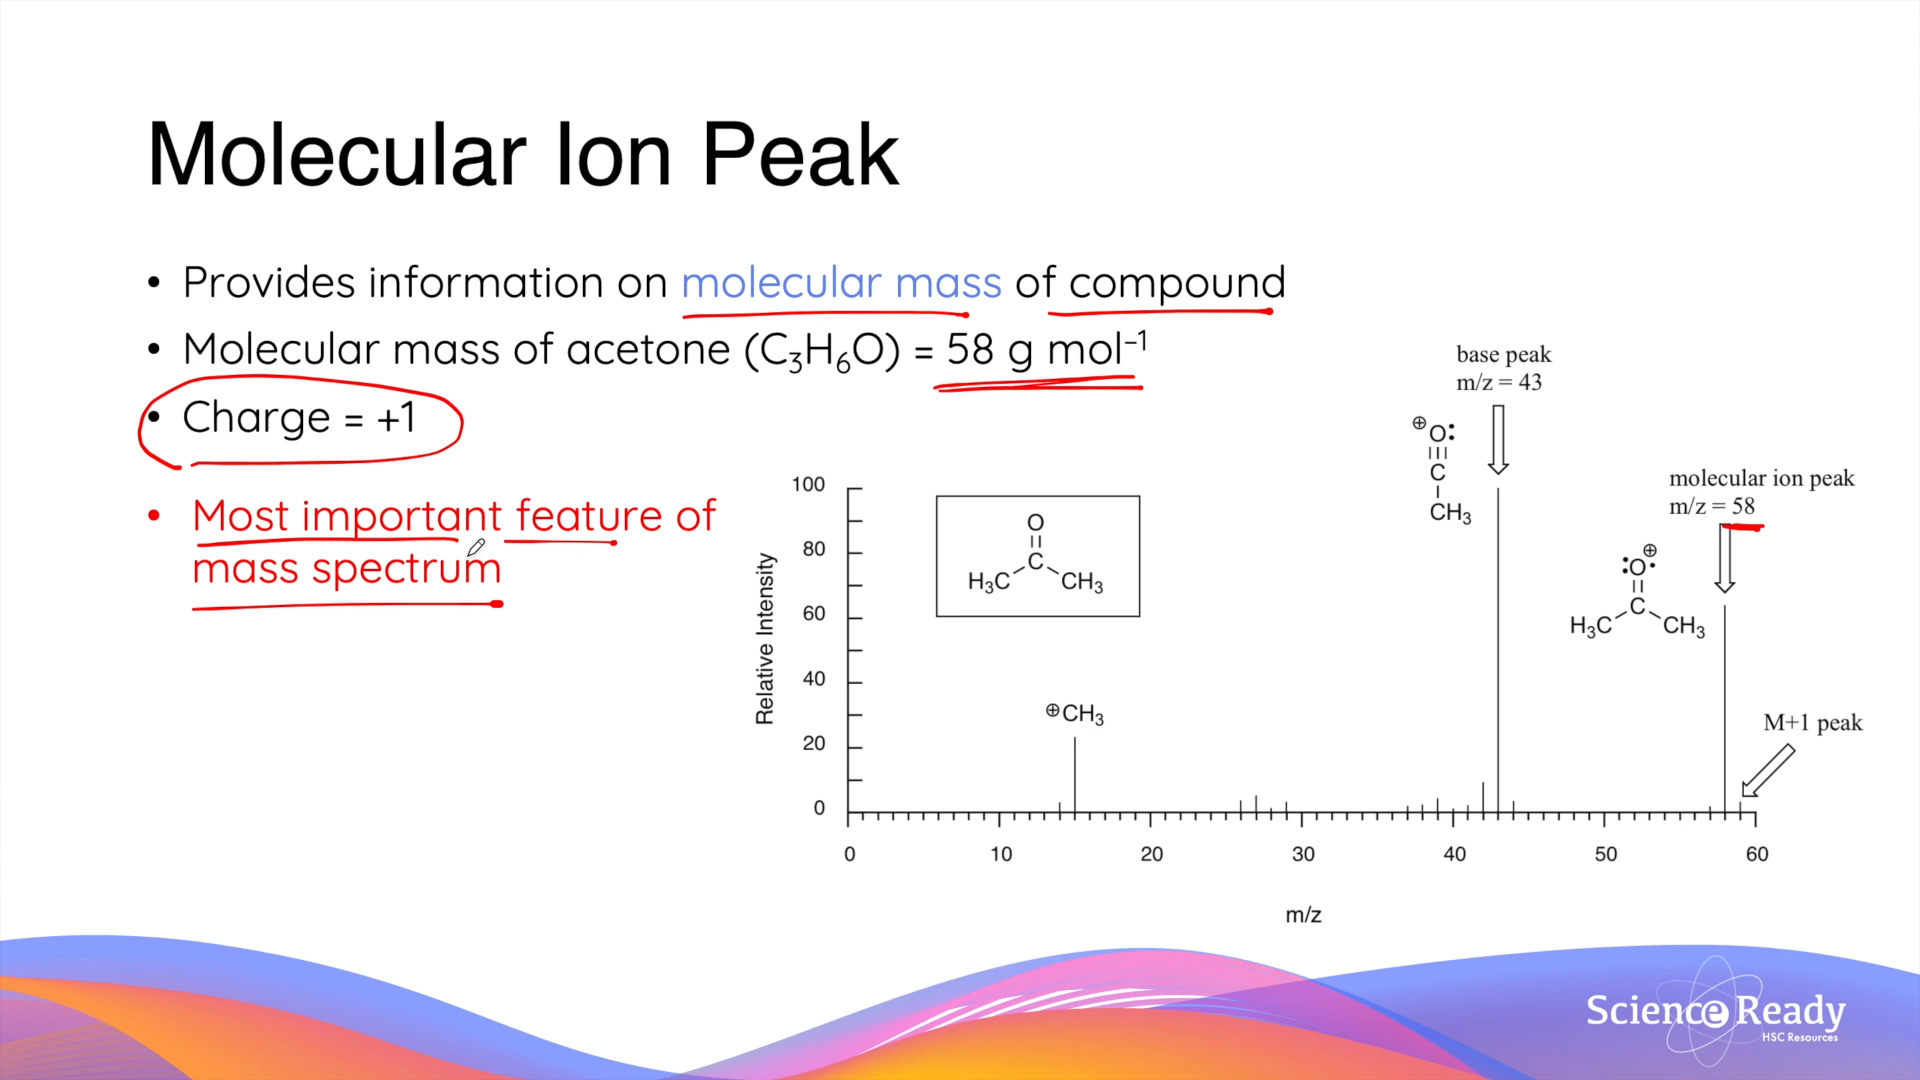 Molecular Ion Peak
• Provides information on molecular mass of compound
• Molecular mass of acetone (C₃H₆O) = 58 g mol⁻¹
• Charge = +1
• Most important feature of
mass spectrum
base peak
m/z = 43
⊕O:
C
CH₃
molecular ion peak
m/z = 58
:O·⊕
C
H₃C CH₃
O
C
H₃C CH₃
⊕CH₃
M+1 peak
Relative Intensity
100
80
60
40
20
0
0 10 20 30 40 50 60
m/z
Science Ready
HSC Resources